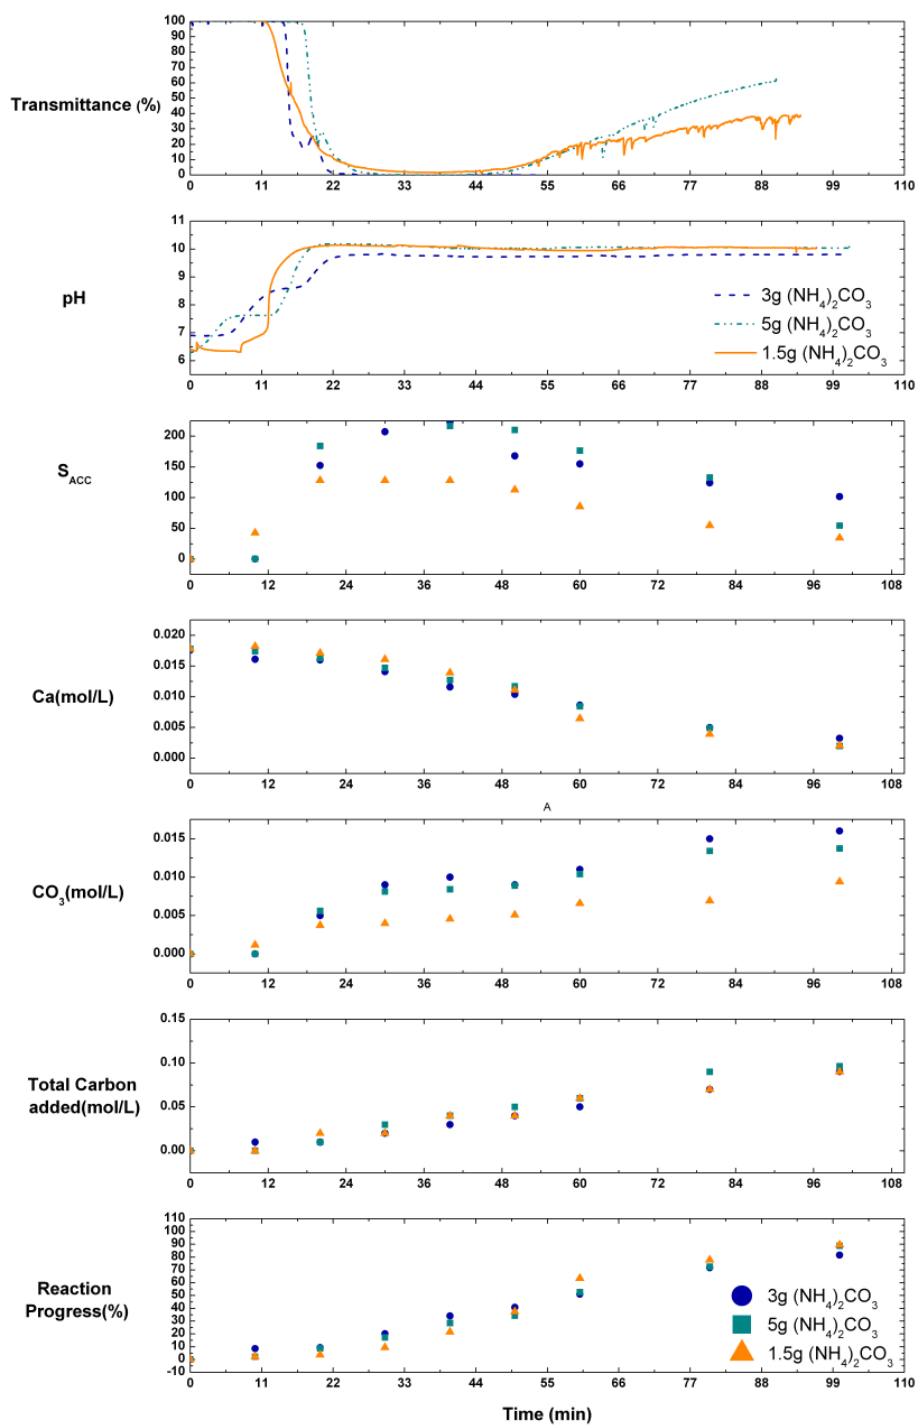 100
90
80
70
60
50
40
30
20
10
0
Transmittance (%)
0 11 22 33 44 55 66 77 88 99 110
11
10
9
8
7
6
pH
3g (NH₄)₂CO₃
5g (NH₄)₂CO₃
1.5g (NH₄)₂CO₃
0 11 22 33 44 55 66 77 88 99 110
200
150
100
50
0
S_ACC
0 12 24 36 48 60 72 84 96 108
0.020
0.015
0.010
0.005
0.000
Ca(mol/L)
0 12 24 36 48 60 72 84 96 108
A
0.015
0.010
0.005
0.000
CO₃(mol/L)
0 12 24 36 48 60 72 84 96 108
0.15
0.10
0.05
0.00
Total Carbon
added(mol/L)
0 12 24 36 48 60 72 84 96 108
110
100
90
80
70
60
50
40
30
20
10
0
-10
Reaction
Progress(%)
3g (NH₄)₂CO₃
5g (NH₄)₂CO₃
1.5g (NH₄)₂CO₃
0 11 22 33 44 55 66 77 88 99 110
Time (min)